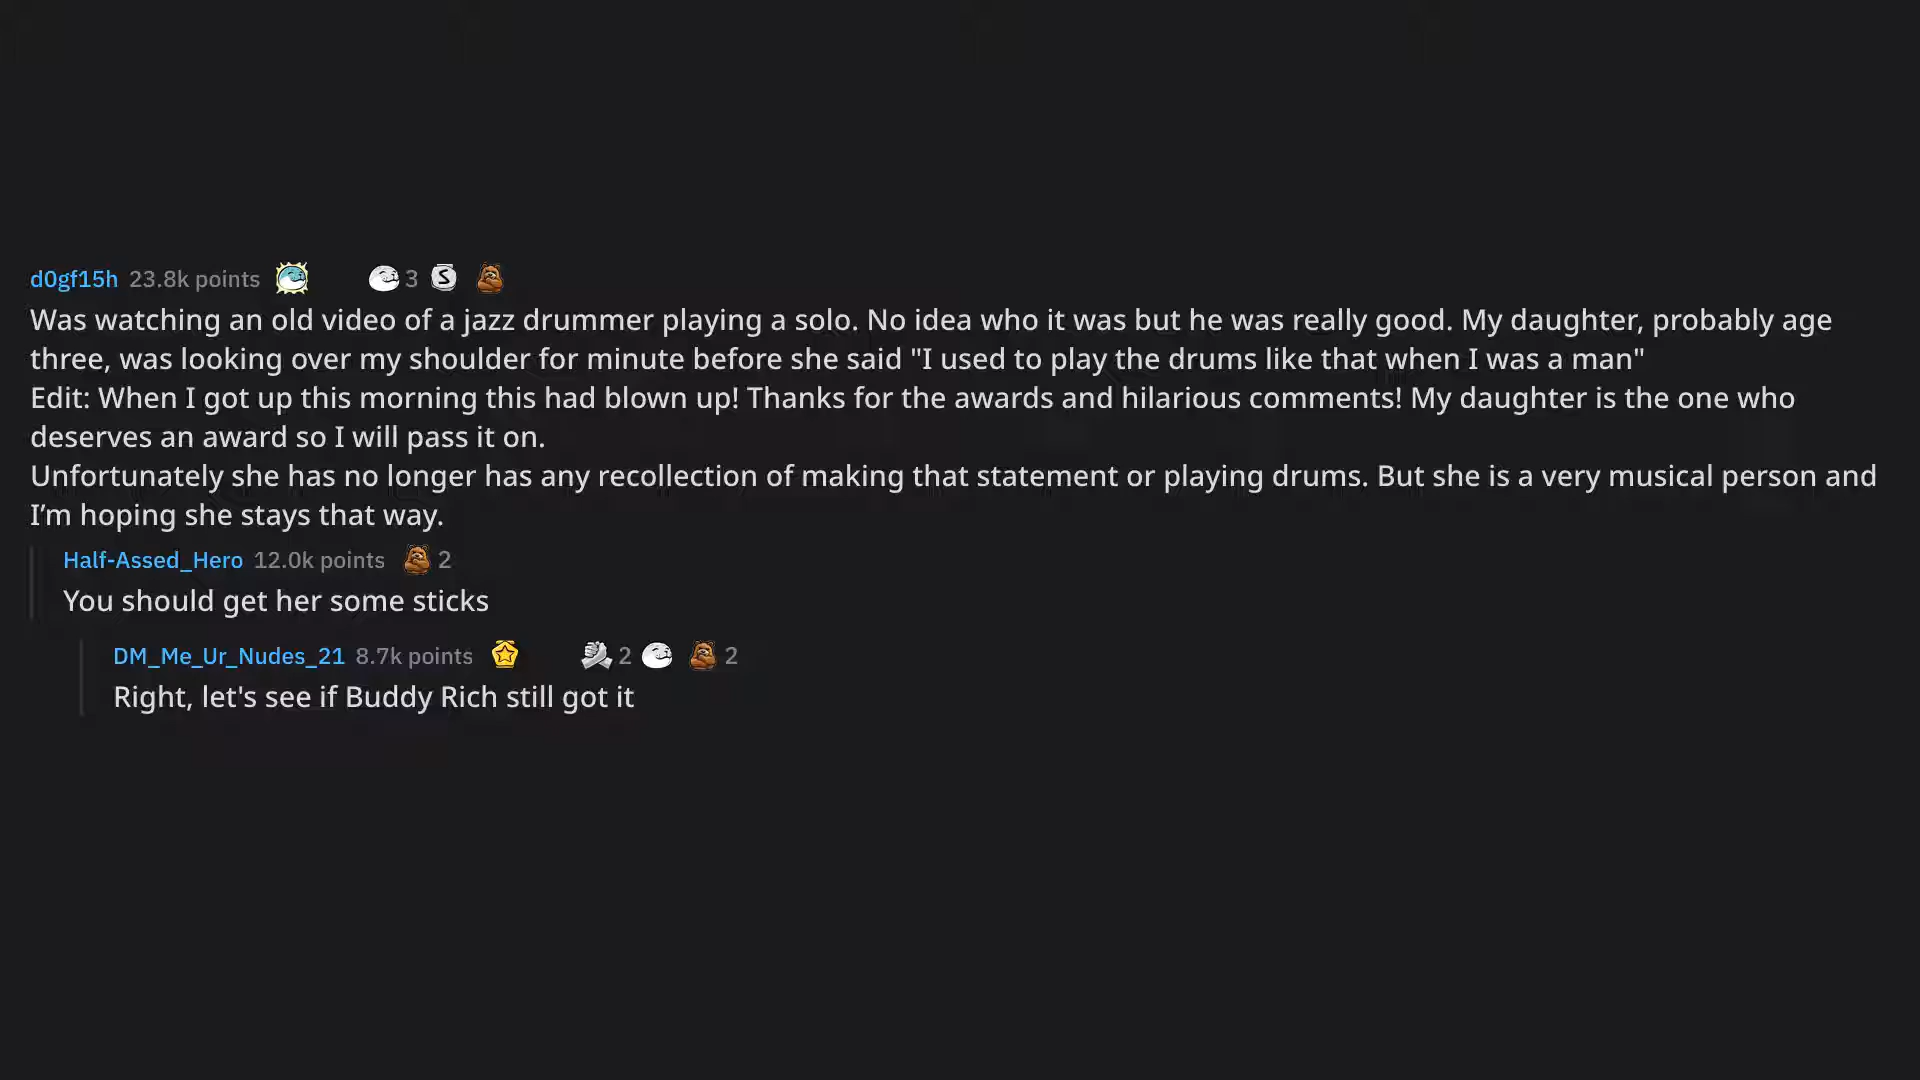 d0gf15h 23.8k points 3 S
Was watching an old video of a jazz drummer playing a solo. No idea who it was but he was really good. My daughter, probably age
three, was looking over my shoulder for minute before she said "I used to play the drums like that when I was a man"
Edit: When I got up this morning this had blown up! Thanks for the awards and hilarious comments! My daughter is the one who
deserves an award so I will pass it on.
Unfortunately she has no longer has any recollection of making that statement or playing drums. But she is a very musical person and
I’m hoping she stays that way.
Half-Assed_Hero 12.0k points 2
You should get her some sticks
DM_Me_Ur_Nudes_21 8.7k points 2 2
Right, let's see if Buddy Rich still got it